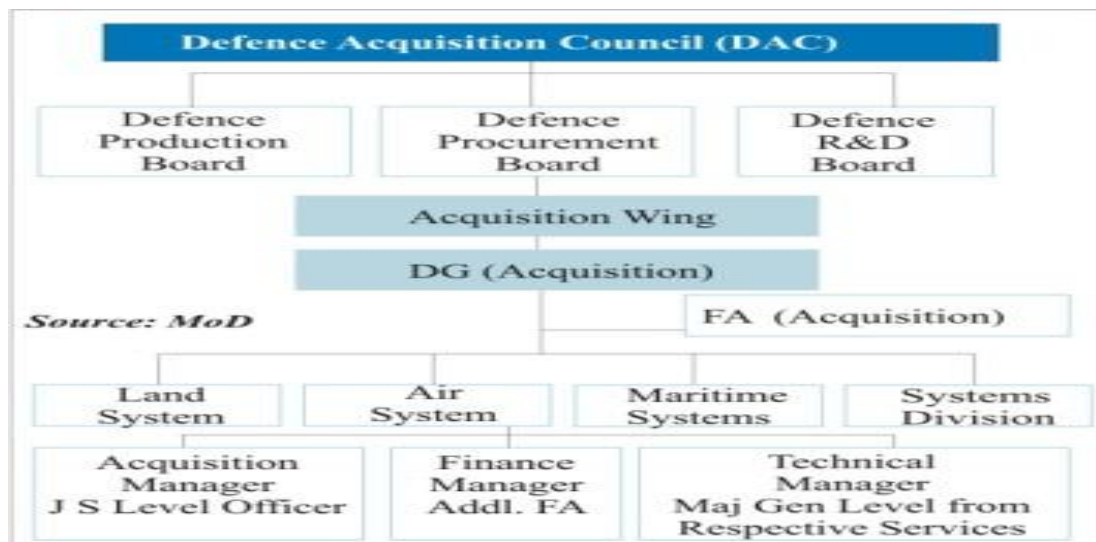 Defence Acquisition Council (DAC)
Defence
Production
Board
Defence
Procurement
Board
Defence
R&D
Board
Acquisition Wing
DG (Acquisition)
Source: MoD
FA (Acquisition)
Land
System
Air
System
Maritime
Systems
Systems
Division
Acquisition
Manager
J S Level Officer
Finance
Manager
Addl. FA
Technical
Manager
Maj Gen Level from
Respective Services